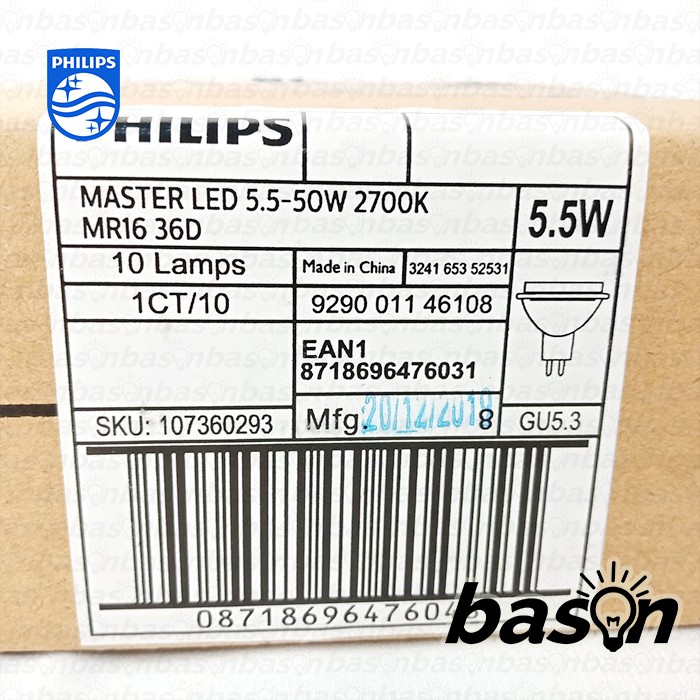 PHILIPS
PHILIPS
MASTER LED 5.5-50W 2700K
MR16 36D
5.5W
10 Lamps
Made in China
3241 653 52531
1CT/10
9290 011 46108
EAN1
8718696476031
SKU: 107360293
Mfg.
20/12/2018
8
GU5.3
bason